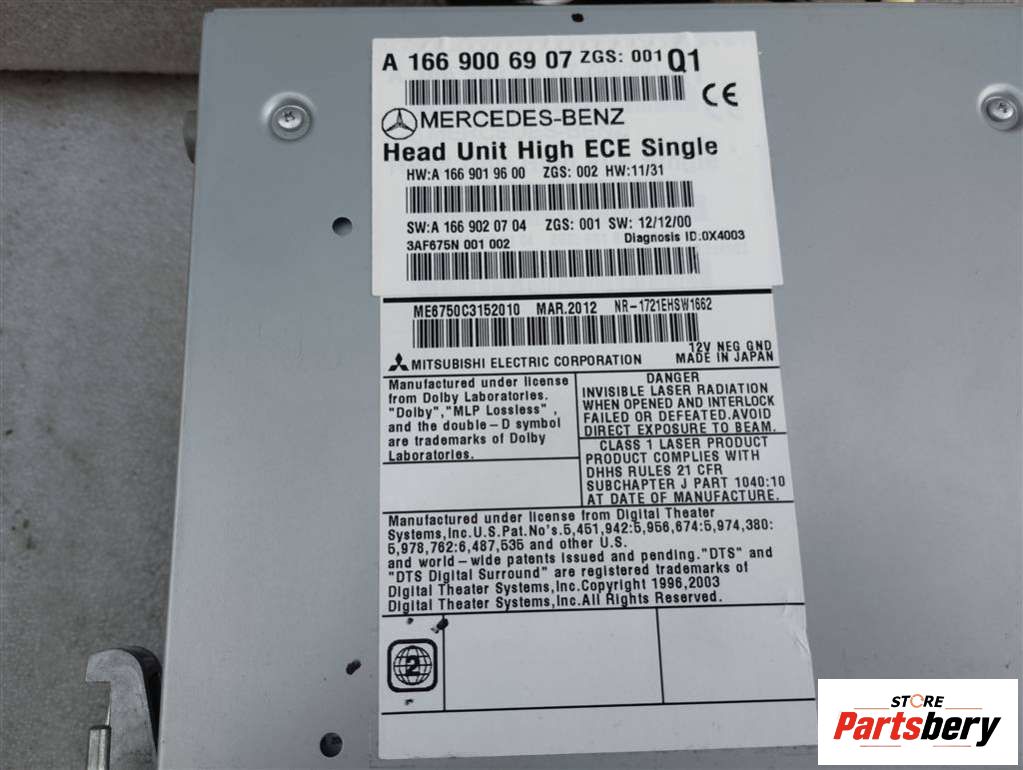 A 166 900 69 07 ZGS: 001 Q1
CE
MERCEDES-BENZ
Head Unit High ECE Single
HW:A 166 901 96 00 ZGS: 002 HW:11/31
SW:A 166 902 07 04 ZGS: 001 SW: 12/12/00
3AF675N 001 002 Diagnosis ID:0X4003
ME6750C3152010 MAR.2012 NR-1721EHSW1662
12V NEG GND
MITSUBISHI ELECTRIC CORPORATION MADE IN JAPAN
Manufactured under license
from Dolby Laboratories.
"Dolby","MLP Lossless",
and the double-D symbol
are trademarks of Dolby
Laboratories.
DANGER
INVISIBLE LASER RADIATION
WHEN OPENED AND INTERLOCK
FAILED OR DEFEATED.AVOID
DIRECT EXPOSURE TO BEAM.
CLASS 1 LASER PRODUCT
PRODUCT COMPLIES WITH
DHHS RULES 21 CFR
SUBCHAPTER J PART 1040:10
AT DATE OF MANUFACTURE.
Manufactured under license from Digital Theater
Systems,Inc.U.S.Pat.No's.5,451,942:5,956,674:5,974,380:
5,978,762:6,487,535 and other U.S.
and world-wide patents issued and pending."DTS" and
"DTS Digital Surround" are registered trademarks of
Digital Theater Systems,Inc.Copyright 1996,2003
Digital Theater Systems,Inc.All Rights Reserved.
2
STORE
Partsbery